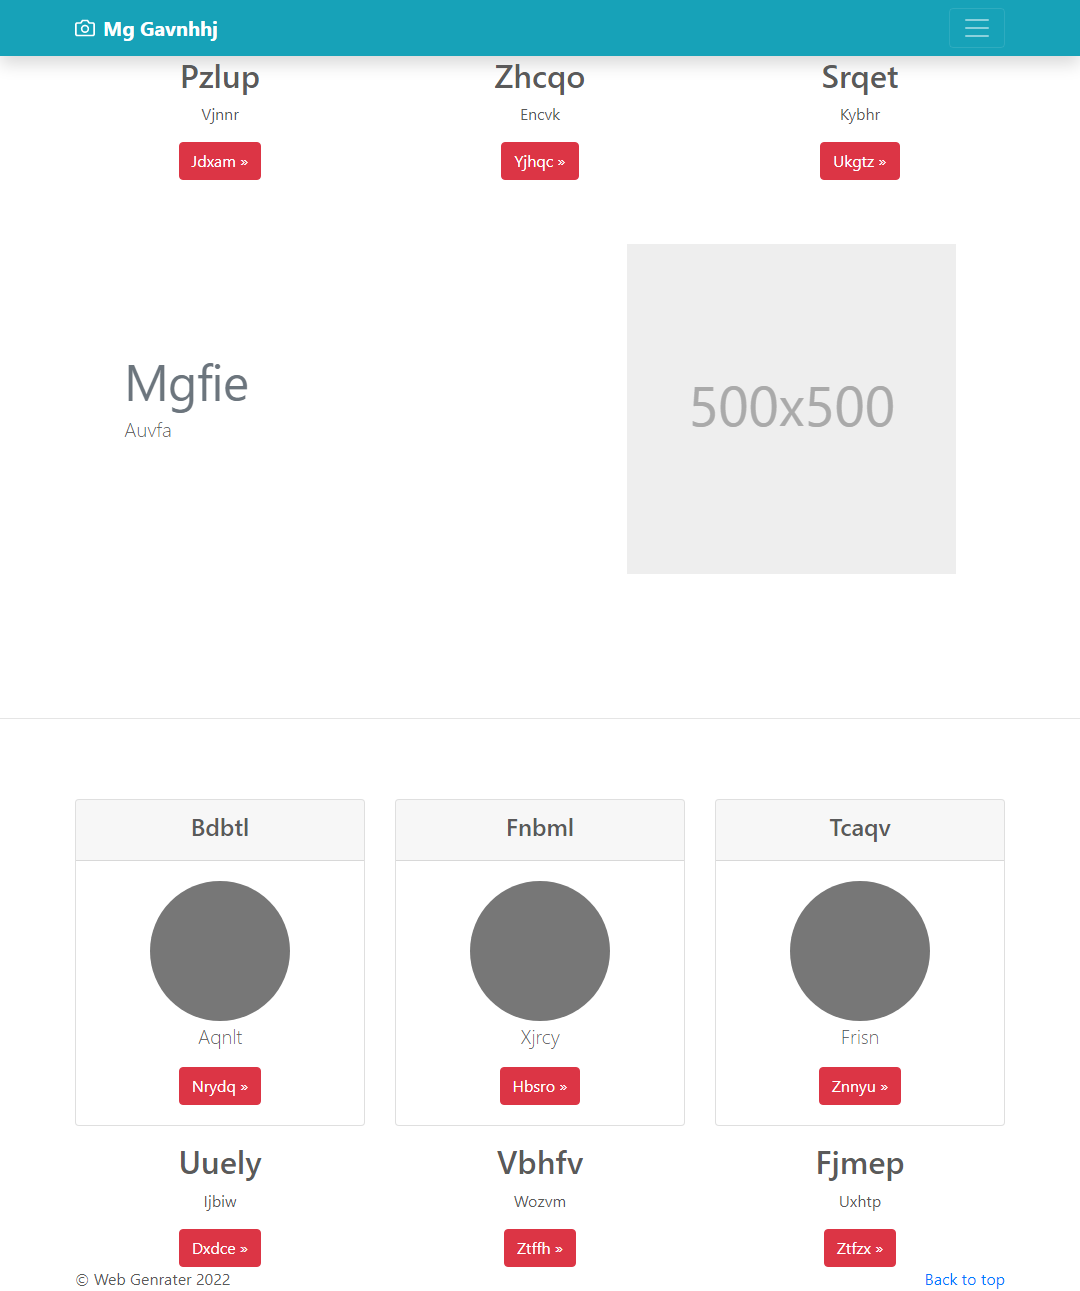 Mg Gavnhhj
Pzlup
Vjnnr
Jdxam »
Zhcqo
Encvk
Yjhqc »
Srqet
Kybhr
Ukgtz »
Mgfie
Auvfa
500x500
Bdbtl
Aqnlt
Nrydq »
Fnbml
Xjrcy
Hbsro »
Tcaqv
Frisn
Znnyu »
Uuely
Ijbiw
Dxdce »
Vbhfv
Wozvm
Ztffh »
Fjmep
Uxhtp
Ztfzx »
© Web Genrater 2022
Back to top